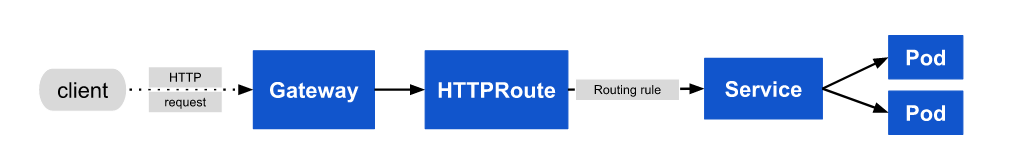 client
HTTP
request
Gateway
HTTPRoute
Routing rule
Service
Pod
Pod